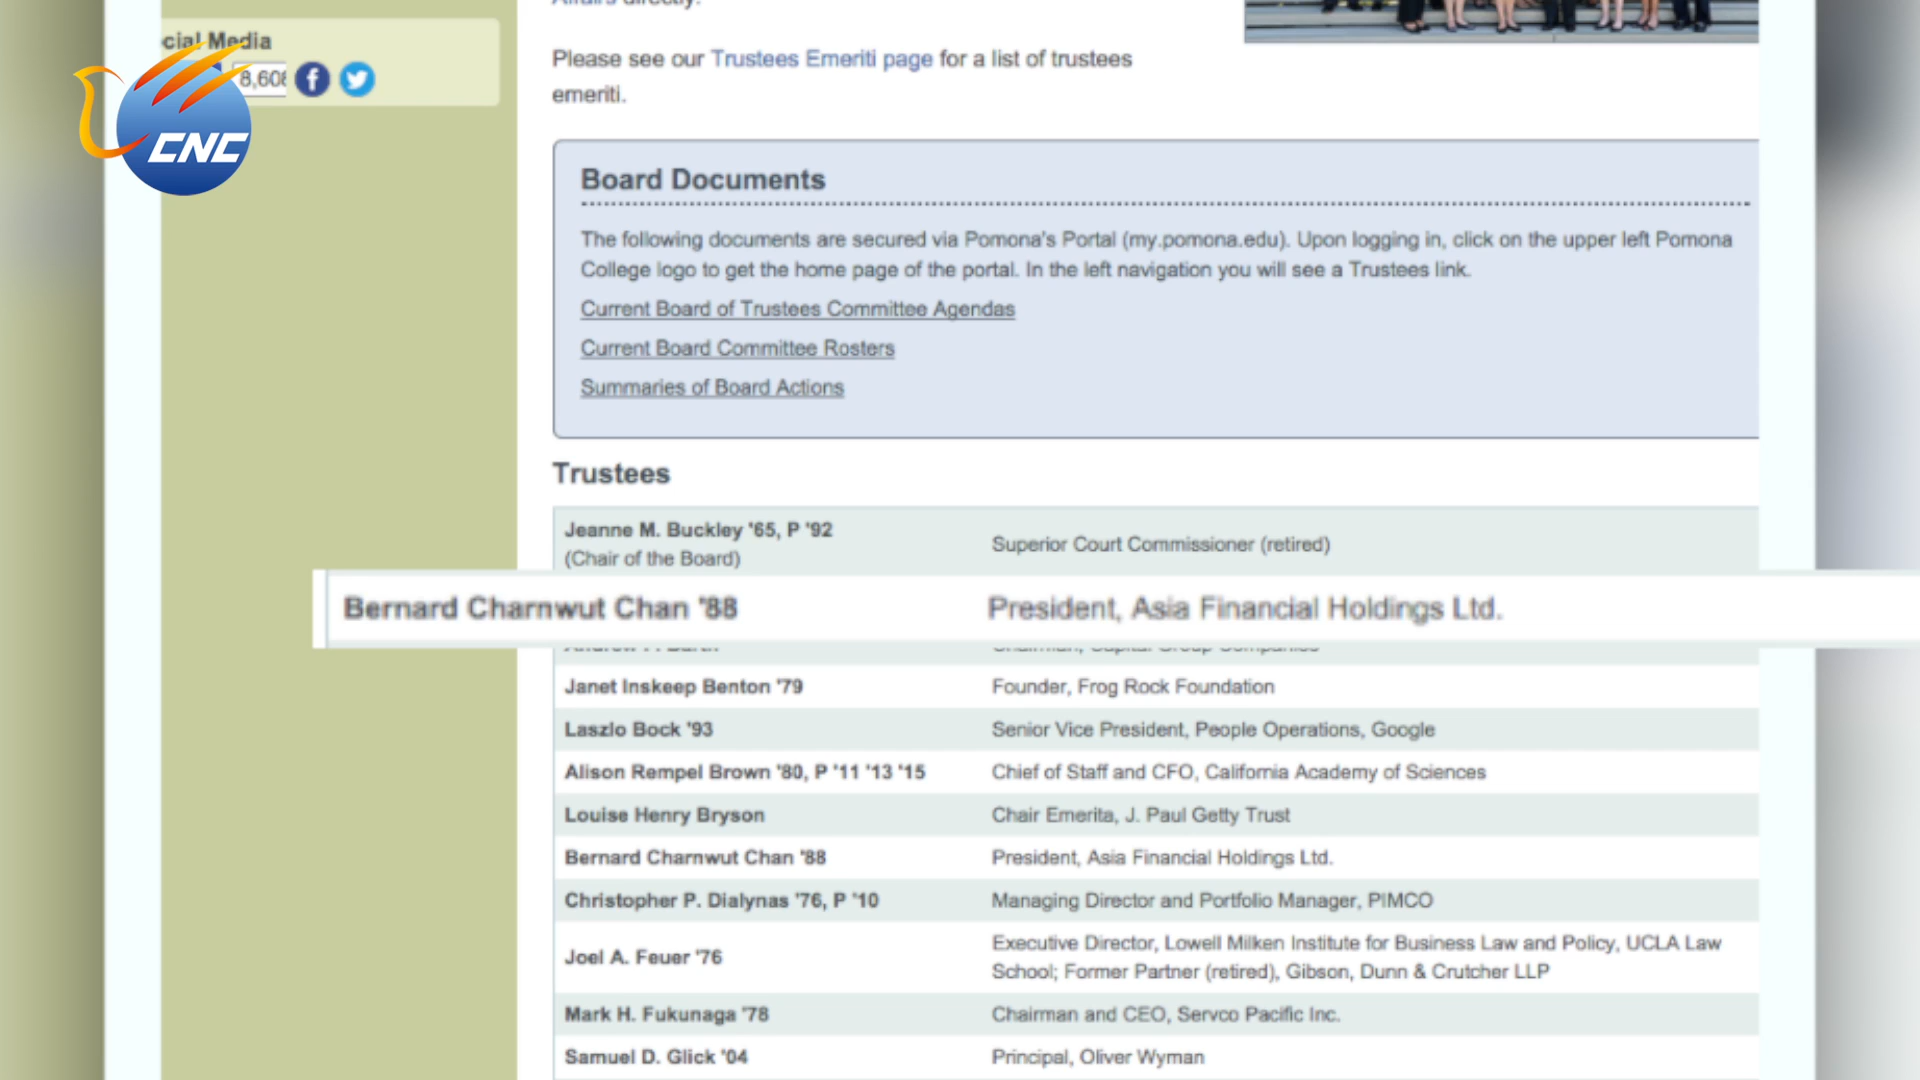 Affairs directly.
cial Media
8,608
CNC
Please see our Trustees Emeriti page for a list of trustees
emeriti.
Board Documents
The following documents are secured via Pomona's Portal (my.pomona.edu). Upon logging in, click on the upper left Pomona
College logo to get the home page of the portal. In the left navigation you will see a Trustees link.
Current Board of Trustees Committee Agendas
Current Board Committee Rosters
Summaries of Board Actions
Trustees
Jeanne M. Buckley '65, P '92
(Chair of the Board)
Superior Court Commissioner (retired)
Bernard Charnwut Chan '88 President, Asia Financial Holdings Ltd.
Janet Inskeep Benton '79 Founder, Frog Rock Foundation
Laszlo Bock '93 Senior Vice President, People Operations, Google
Alison Rempel Brown '80, P '11 '13 '15 Chief of Staff and CFO, California Academy of Sciences
Louise Henry Bryson Chair Emerita, J. Paul Getty Trust
Bernard Charnwut Chan '88 President, Asia Financial Holdings Ltd.
Christopher P. Dialynas '76, P '10 Managing Director and Portfolio Manager, PIMCO
Joel A. Feuer '76
Executive Director, Lowell Milken Institute for Business Law and Policy, UCLA Law
School; Former Partner (retired), Gibson, Dunn & Crutcher LLP
Mark H. Fukunaga '78 Chairman and CEO, Servco Pacific Inc.
Samuel D. Glick '04 Principal, Oliver Wyman